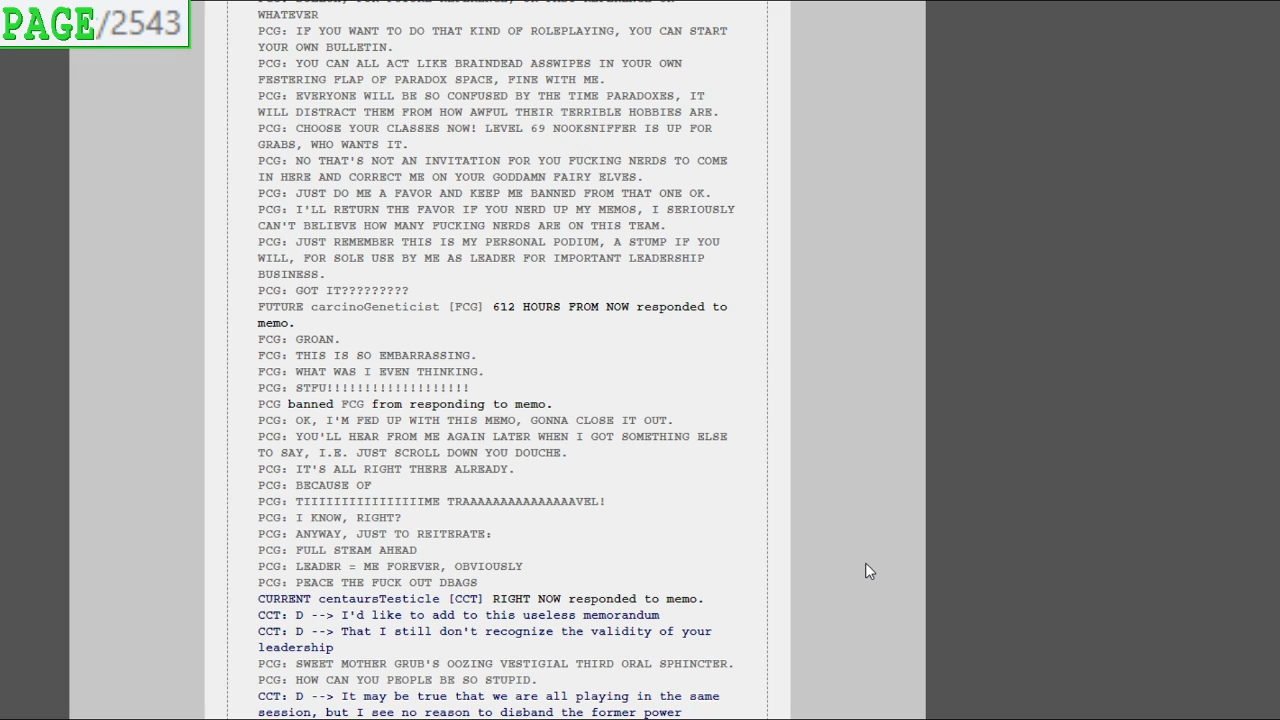 PAGE/2543
WHATEVER
PCG: IF YOU WANT TO DO THAT KIND OF ROLEPLAYING, YOU CAN START
YOUR OWN BULLETIN.
PCG: YOU CAN ALL ACT LIKE BRAINDEAD ASSWIPES IN YOUR OWN
FESTERING FLAP OF PARADOX SPACE, FINE WITH ME.
PCG: EVERYONE WILL BE SO CONFUSED BY THE TIME PARADOXES, IT
WILL DISTRACT THEM FROM HOW AWFUL THEIR TERRIBLE HOBBIES ARE.
PCG: CHOOSE YOUR CLASSES NOW! LEVEL 69 NOOKSNIFFER IS UP FOR
GRABS, WHO WANTS IT.
PCG: NO THAT'S NOT AN INVITATION FOR YOU FUCKING NERDS TO COME
IN HERE AND CORRECT ME ON YOUR GODDAMN FAIRY ELVES.
PCG: JUST DO ME A FAVOR AND KEEP ME BANNED FROM THAT ONE OK.
PCG: I'LL RETURN THE FAVOR IF YOU NERD UP MY MEMOS, I SERIOUSLY
CAN'T BELIEVE HOW MANY FUCKING NERDS ARE ON THIS TEAM.
PCG: JUST REMEMBER THIS IS MY PERSONAL PODIUM, A STUMP IF YOU
WILL, FOR SOLE USE BY ME AS LEADER FOR IMPORTANT LEADERSHIP
BUSINESS.
PCG: GOT IT?????????
FUTURE carcinoGeneticist [FCG] 612 HOURS FROM NOW responded to
memo.
FCG: GROAN.
FCG: THIS IS SO EMBARRASSING.
FCG: WHAT WAS I EVEN THINKING.
PCG: STFU!!!!!!!!!!!!!!!!!!!
PCG banned FCG from responding to memo.
PCG: OK, I'M FED UP WITH THIS MEMO, GONNA CLOSE IT OUT.
PCG: YOU'LL HEAR FROM ME AGAIN LATER WHEN I GOT SOMETHING ELSE
TO SAY, I.E. JUST SCROLL DOWN YOU DOUCHE.
PCG: IT'S ALL RIGHT THERE ALREADY.
PCG: BECAUSE OF
PCG: TIIIIIIIIIIIIIIIIME TRAAAAAAAAAAAAAAAVEL!
PCG: I KNOW, RIGHT?
PCG: ANYWAY, JUST TO REITERATE:
PCG: FULL STEAM AHEAD
PCG: LEADER = ME FOREVER, OBVIOUSLY
PCG: PEACE THE FUCK OUT DBAGS
CURRENT centaursTesticle [CCT] RIGHT NOW responded to memo.
CCT: D --> I'd like to add to this useless memorandum
CCT: D --> That I still don't recognize the validity of your
leadership
PCG: SWEET MOTHER GRUB'S OOZING VESTIGIAL THIRD ORAL SPHINCTER.
PCG: HOW CAN YOU PEOPLE BE SO STUPID.
CCT: D --> It may be true that we are all playing in the same
session, but I see no reason to disband the former power